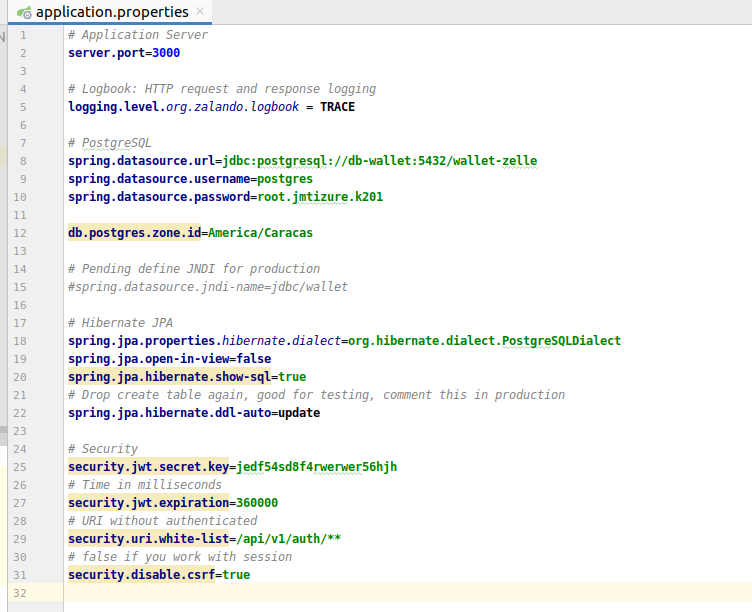 application.properties
1 # Application Server
2 server.port=3000
3
4 # Logbook: HTTP request and response logging
5 logging.level.org.zalando.logbook = TRACE
6
7 # PostgreSQL
8 spring.datasource.url=jdbc:postgresql://db-wallet:5432/wallet-zelle
9 spring.datasource.username=postgres
10 spring.datasource.password=root.jmtizure.k201
11
12 db.postgres.zone.id=America/Caracas
13
14 # Pending define JNDI for production
15 #spring.datasource.jndi-name=jdbc/wallet
16
17 # Hibernate JPA
18 spring.jpa.properties.hibernate.dialect=org.hibernate.dialect.PostgreSQLDialect
19 spring.jpa.open-in-view=false
20 spring.jpa.hibernate.show-sql=true
21 # Drop create table again, good for testing, comment this in production
22 spring.jpa.hibernate.ddl-auto=update
23
24 # Security
25 security.jwt.secret.key=jedf54sd8f4rwerwer56hjh
26 # Time in milliseconds
27 security.jwt.expiration=360000
28 # URI without authenticated
29 security.uri.white-list=/api/v1/auth/**
30 # false if you work with session
31 security.disable.csrf=true
32